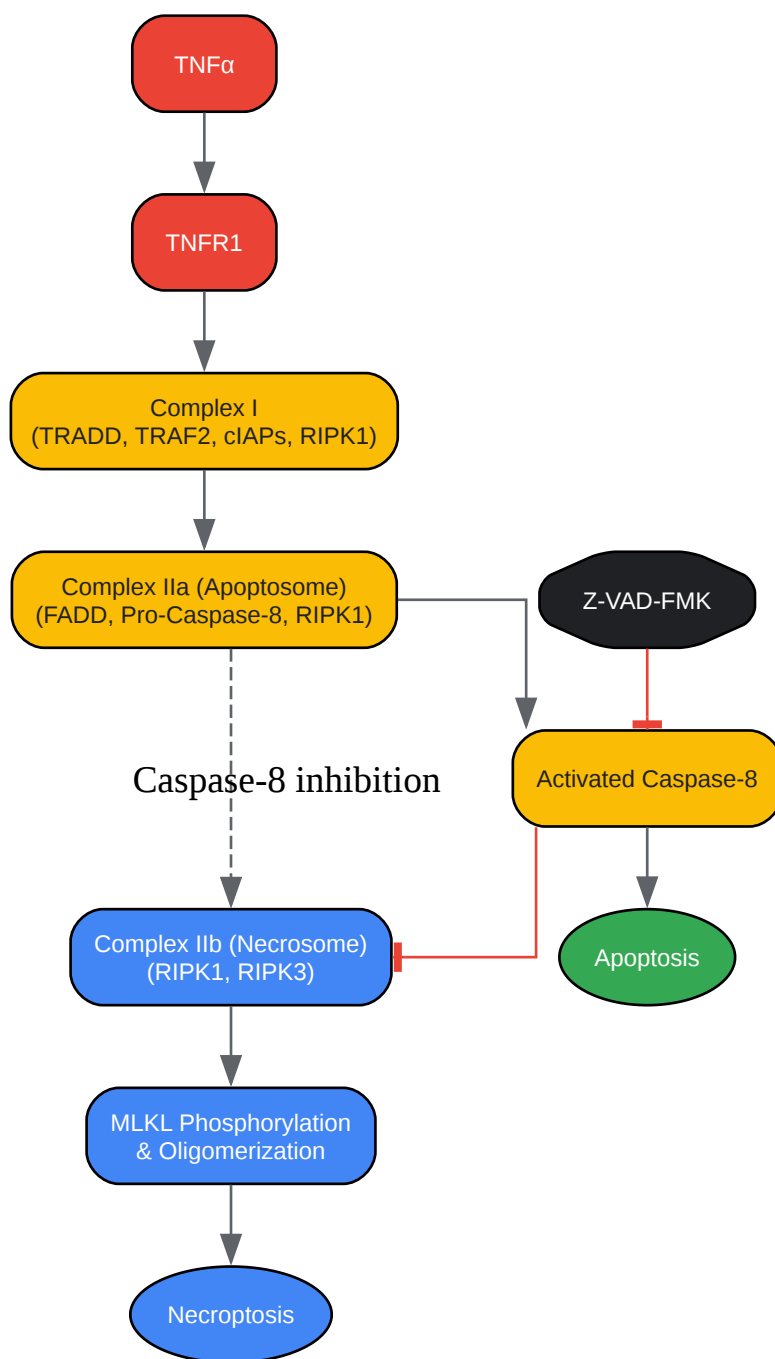 TNFα
TNFR1
Complex I
(TRADD, TRAF2, cIAPs, RIPK1)
Complex IIa (Apoptosome)
(FADD, Pro-Caspase-8, RIPK1)
Z-VAD-FMK
Caspase-8 inhibition
Activated Caspase-8
Complex IIb (Necrosome)
(RIPK1, RIPK3)
Apoptosis
MLKL Phosphorylation
& Oligomerization
Necroptosis